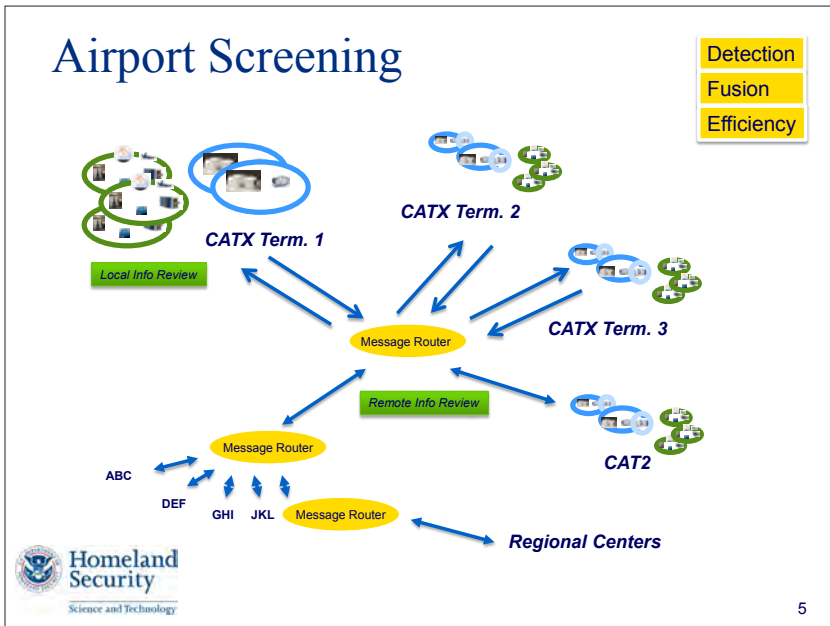 Airport Screening
Detection
Fusion
Efficiency
CATX Term. 1
CATX Term. 2
Local Info Review
CATX Term. 3
Message Router
Remote Info Review
CAT2
Message Router
ABC
DEF
GHI
JKL
Message Router
Regional Centers
Homeland
Security
Science and Technology
5